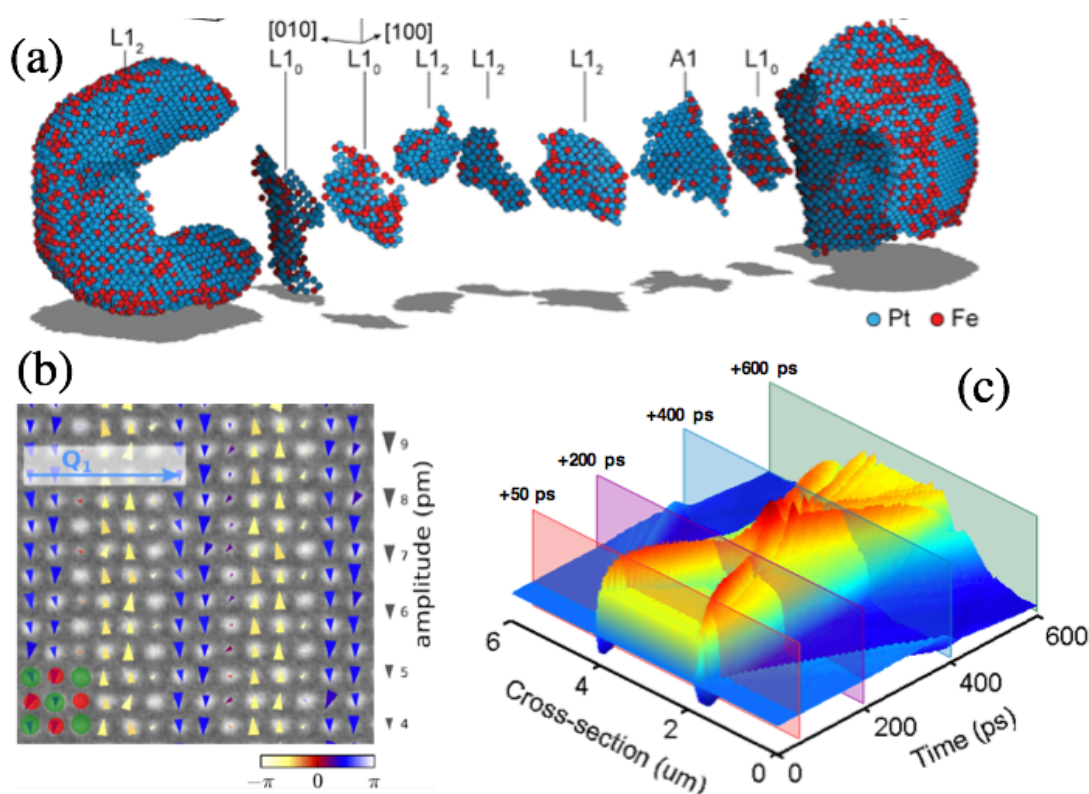 (a)
[010] [100]
L1₂ L1₀ L1₀ L1₂ L1₂ L1₂ A1 L1₀
Pt Fe
(b)
Q₁
9
8
7
6
5
4
amplitude (pm)
−π 0 π
(c)
+600 ps
+400 ps
+200 ps
+50 ps
6 4 2 0
Cross-section (um)
0 200 400 600
Time (ps)